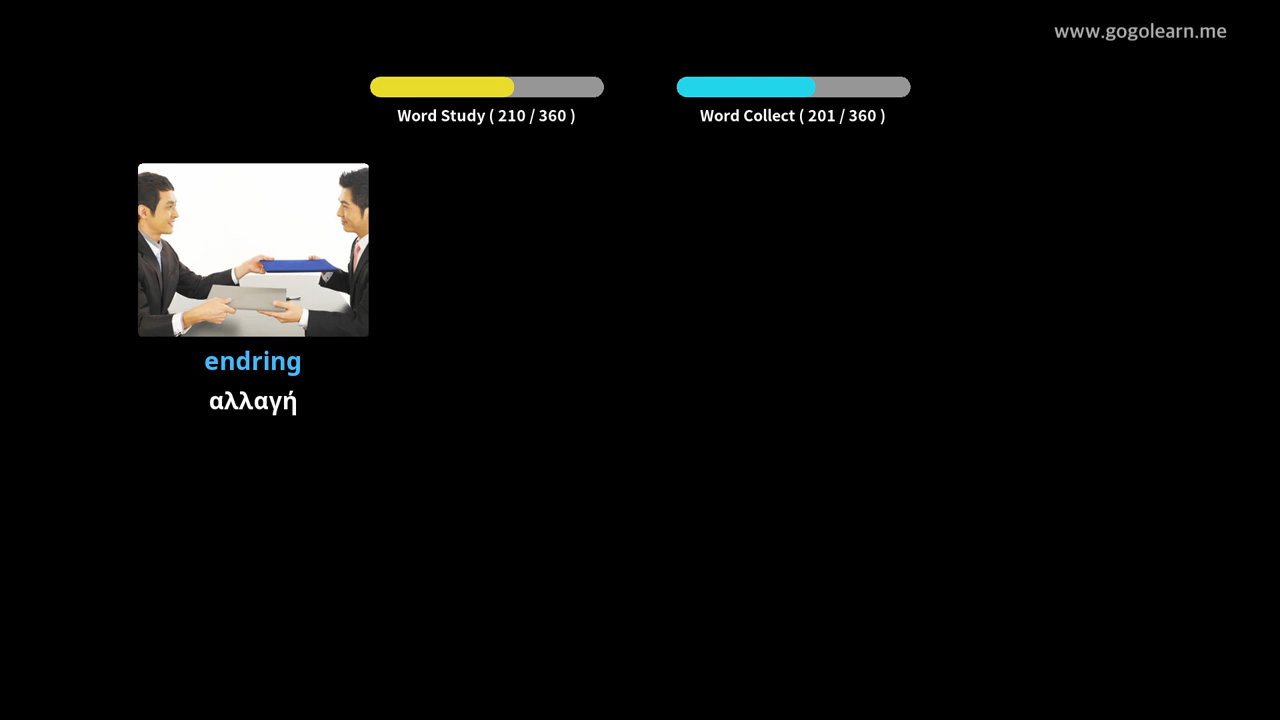 www.gogolearn.me
Word Study ( 210 / 360 )
Word Collect ( 201 / 360 )
endring
αλλαγή